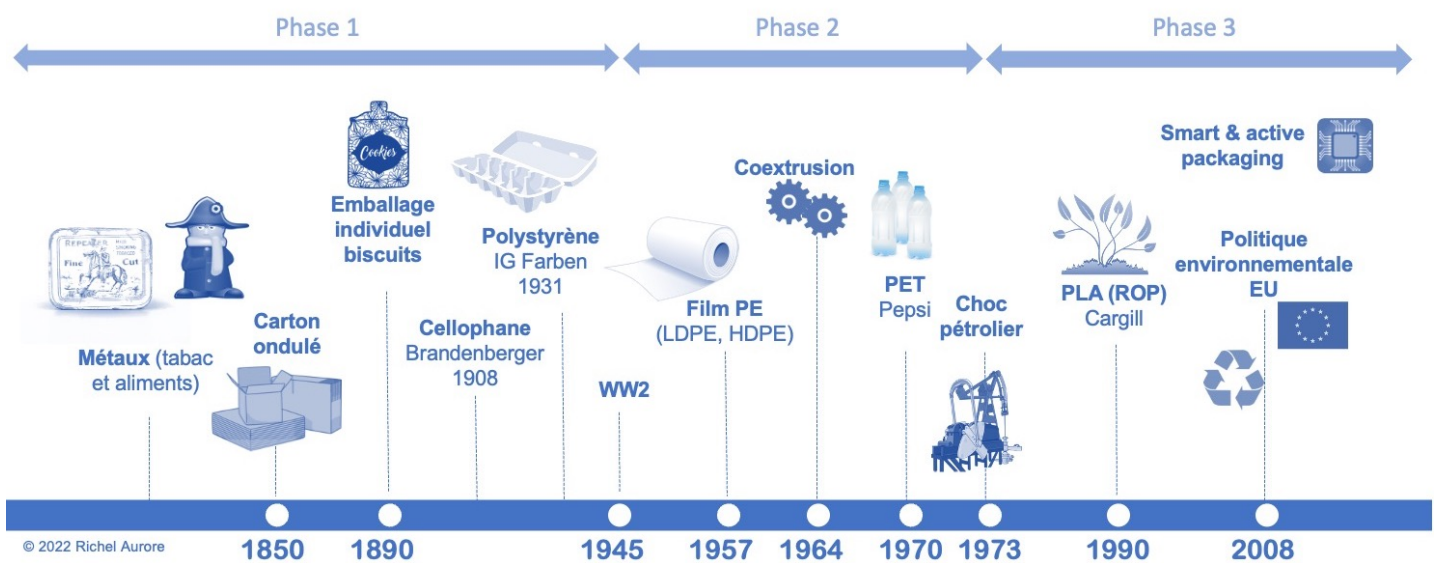 Phase 1
Phase 2
Phase 3
REPEATER
Fine
Cut
Métaux (tabac
et aliments)
Carton
ondulé
Cookies
Emballage
individuel
biscuits
Cellophane
Brandenberger
1908
Polystyrène
IG Farben
1931
WW2
Film PE
(LDPE, HDPE)
Coextrusion
PET
Pepsi
Choc
pétrolier
PLA (ROP)
Cargill
Smart & active
packaging
Politique
environnementale
EU
© 2022 Richel Aurore
1850
1890
1945
1957
1964
1970
1973
1990
2008